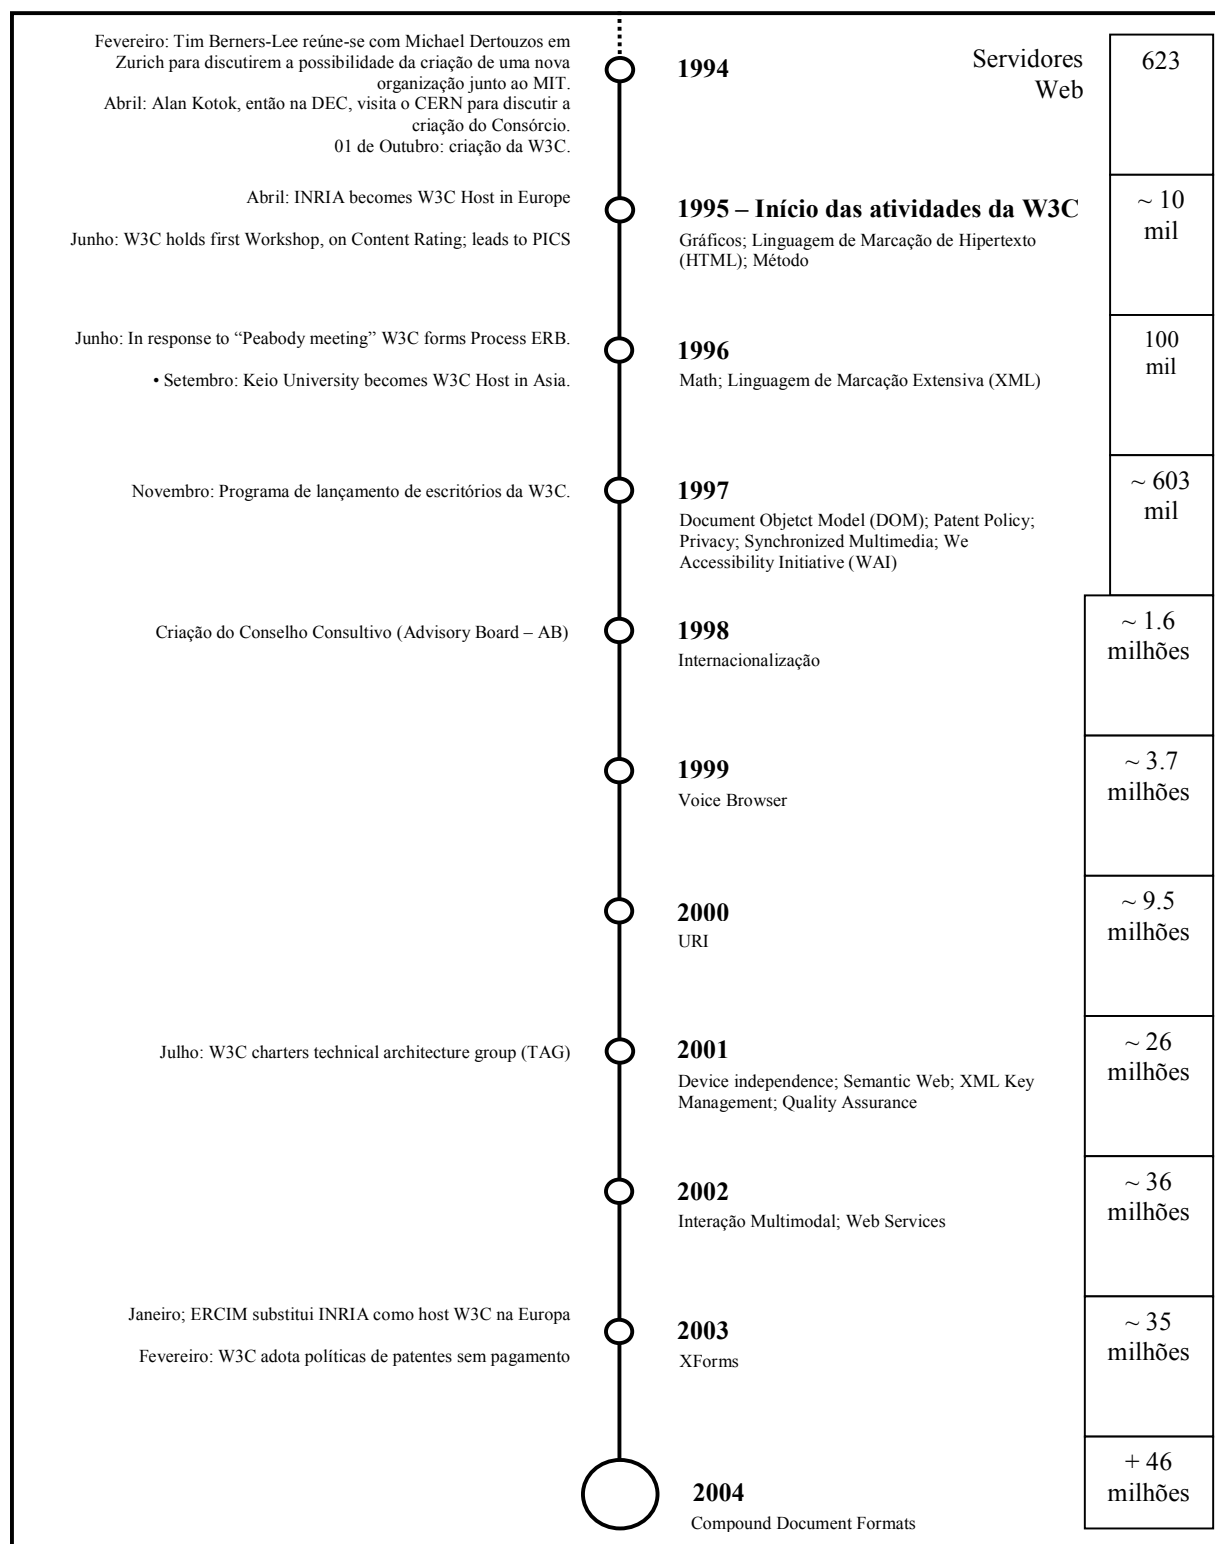 Fevereiro: Tim Berners-Lee reúne-se com Michael Dertouzos em
Zurich para discutirem a possibilidade da criação de uma nova
organização junto ao MIT.
Abril: Alan Kotok, então na DEC, visita o CERN para discutir a
criação do Consórcio.
01 de Outubro: criação da W3C.
1994
Servidores
Web
623
Abril: INRIA becomes W3C Host in Europe
Junho: W3C holds first Workshop, on Content Rating; leads to PICS
1995 – Início das atividades da W3C
Gráficos; Linguagem de Marcação de Hipertexto
(HTML); Método
~ 10
mil
Junho: In response to “Peabody meeting” W3C forms Process ERB.
• Setembro: Keio University becomes W3C Host in Asia.
1996
Math; Linguagem de Marcação Extensiva (XML)
100
mil
Novembro: Programa de lançamento de escritórios da W3C.
1997
Document Objetct Model (DOM); Patent Policy;
Privacy; Synchronized Multimedia; We
Accessibility Initiative (WAI)
~ 603
mil
Criação do Conselho Consultivo (Advisory Board – AB)
1998
Internacionalização
~ 1.6
milhões
1999
Voice Browser
~ 3.7
milhões
2000
URI
~ 9.5
milhões
Julho: W3C charters technical architecture group (TAG)
2001
Device independence; Semantic Web; XML Key
Management; Quality Assurance
~ 26
milhões
2002
Interação Multimodal; Web Services
~ 36
milhões
Janeiro; ERCIM substitui INRIA como host W3C na Europa
Fevereiro: W3C adota políticas de patentes sem pagamento
2003
XForms
~ 35
milhões
2004
Compound Document Formats
+ 46
milhões